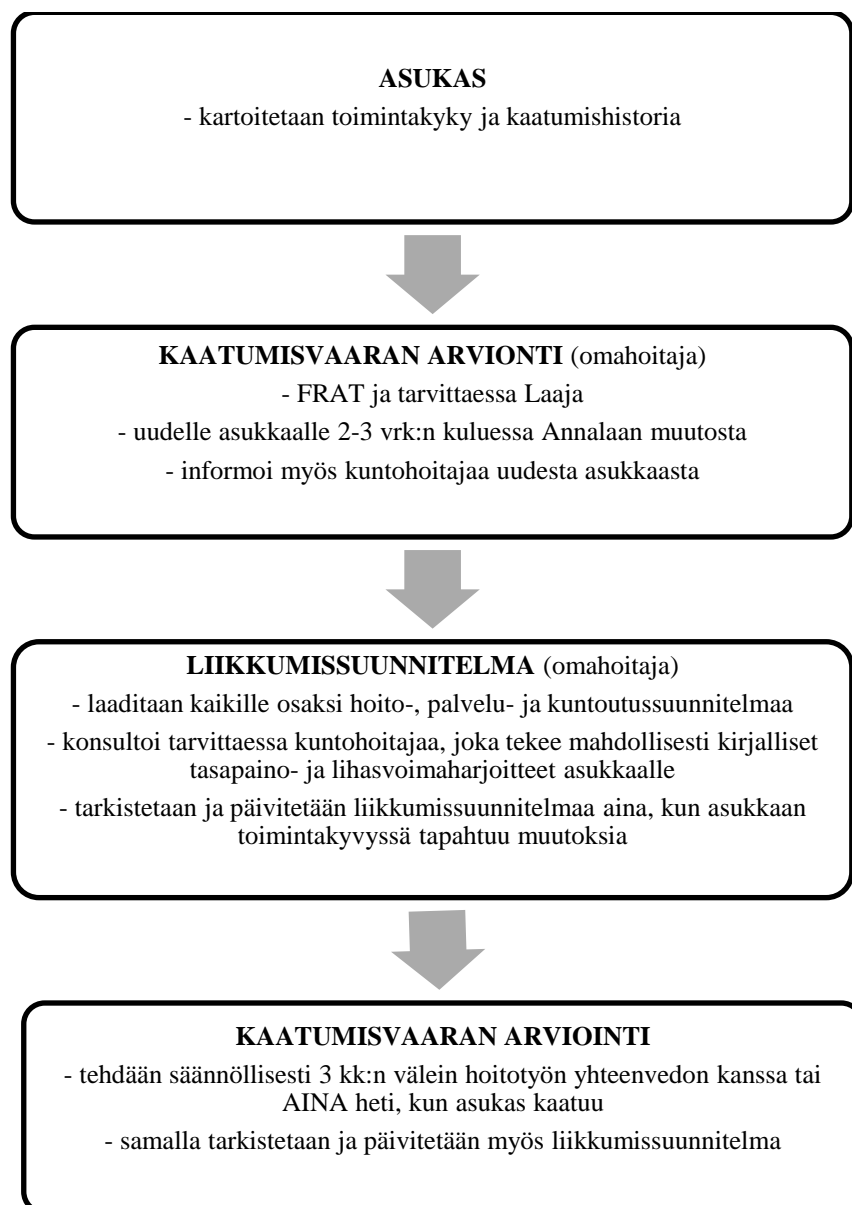 ASUKAS
- kartoitetaan toimintakyky ja kaatumishistoria
KAATUMISVAARAN ARVIONTI (omahoitaja)
- FRAT ja tarvittaessa Laaja
- uudelle asukkaalle 2-3 vrk:n kuluessa Annalaan muutosta
- informoi myös kuntohoitajaa uudesta asukkaasta
LIIKKUMISSUUNNITELMA (omahoitaja)
- laaditaan kaikille osaksi hoito-, palvelu- ja kuntoutussuunnitelmaa
- konsultoi tarvittaessa kuntohoitajaa, joka tekee mahdollisesti kirjalliset
tasapaino- ja lihasvoimaharjoitteet asukkaalle
- tarkistetaan ja päivitetään liikkumissuunnitelmaa aina, kun asukkaan
toimintakyvyssä tapahtuu muutoksia
KAATUMISVAARAN ARVIOINTI
- tehdään säännöllisesti 3 kk:n välein hoitotyön yhteenvedon kanssa tai
AINA heti, kun asukas kaatuu
- samalla tarkistetaan ja päivitetään myös liikkumissuunnitelma